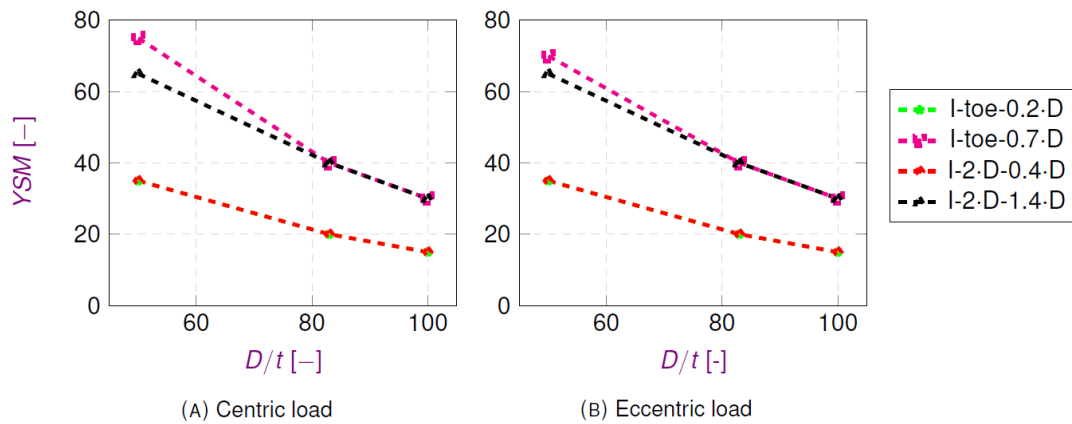 80
60
40
20
0
YSM [–]
60
80
100
D/t [–]
(A) Centric load
80
60
40
20
0
60
80
100
D/t [-]
(B) Eccentric load
I-toe-0.2·D
I-toe-0.7·D
I-2·D-0.4·D
I-2·D-1.4·D